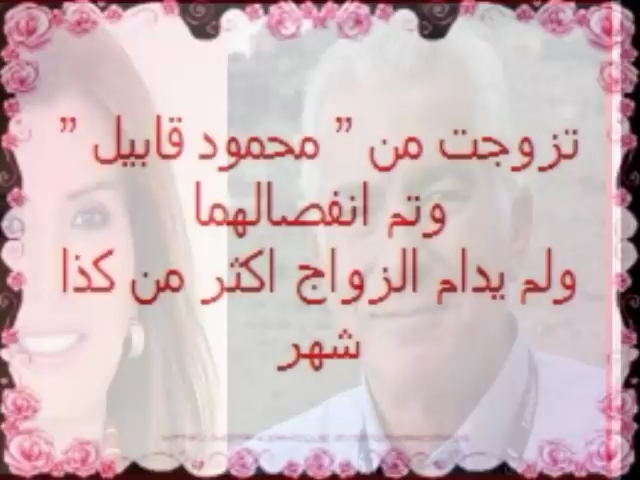 تزوجت من " محمود قابيل "
وتم انفصالهما
ولم يدام الزواج اكثر من كذا
شهر